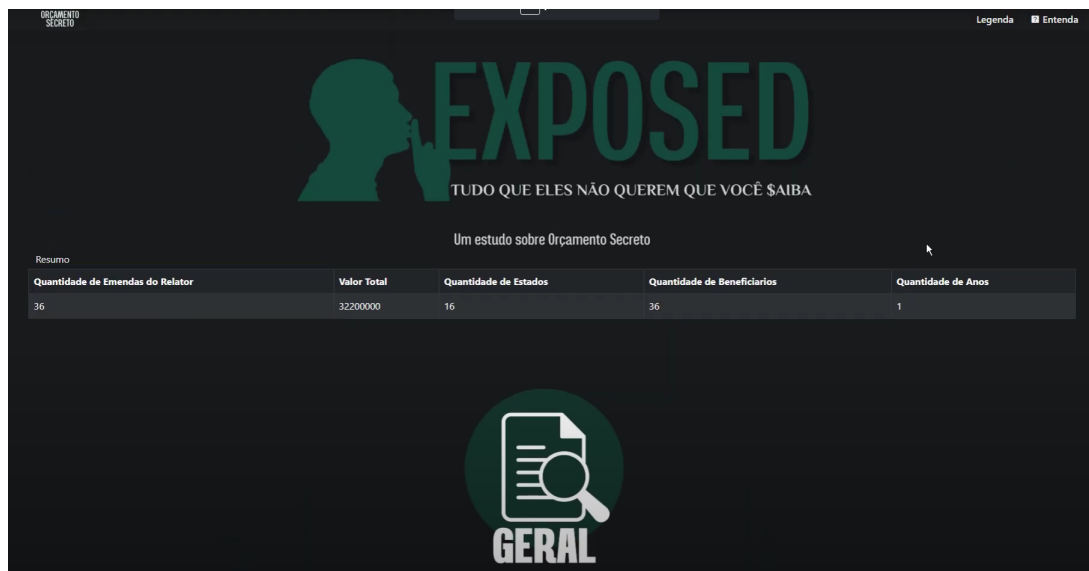 ORÇAMENTO
SECRETO
Legenda
Entenda
EXPOSED
TUDO QUE ELES NÃO QUEREM QUE VOCÊ $AIBA
Um estudo sobre Orçamento Secreto
Resumo
Quantidade de Emendas do Relator Valor Total Quantidade de Estados Quantidade de Beneficiarios Quantidade de Anos
36 32200000 16 36 1
GERAL